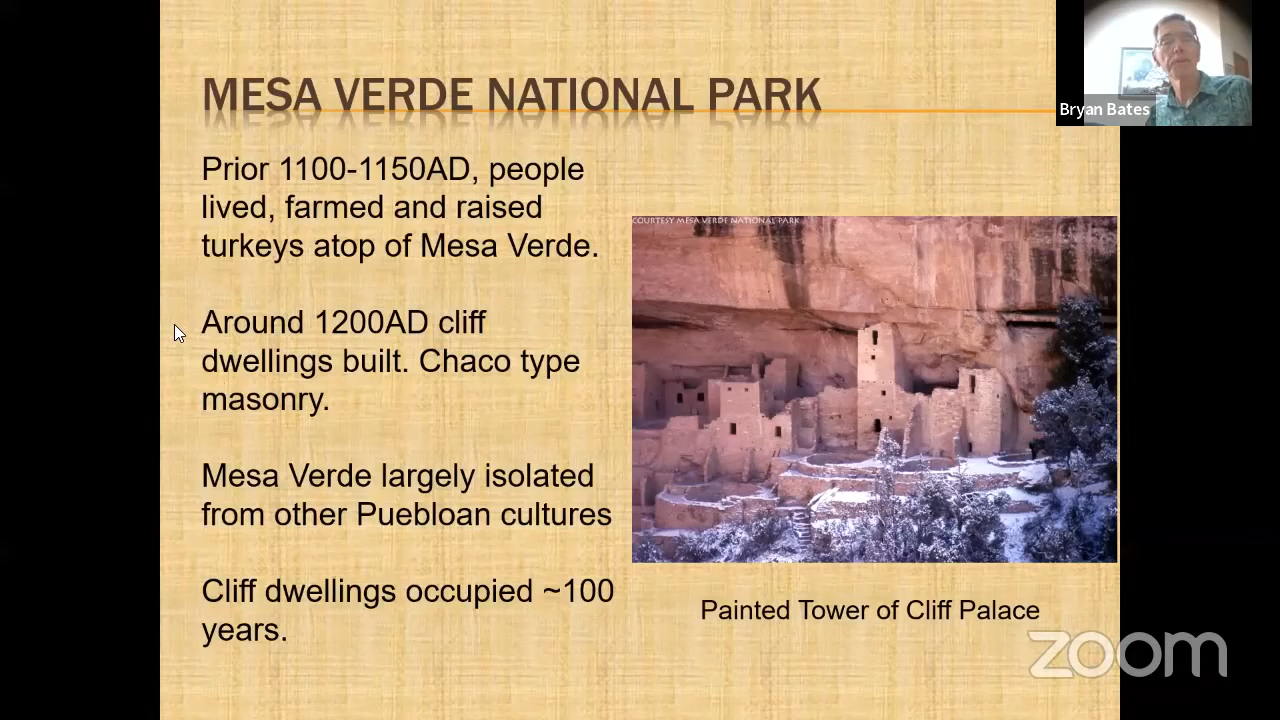 MESA VERDE NATIONAL PARK
Bryan Bates
Prior 1100-1150AD, people
lived, farmed and raised
turkeys atop of Mesa Verde.
Around 1200AD cliff
dwellings built. Chaco type
masonry.
Mesa Verde largely isolated
from other Puebloan cultures
Cliff dwellings occupied ~100
years.
COURTESY MESA VERDE NATIONAL PARK
Painted Tower of Cliff Palace
zoom